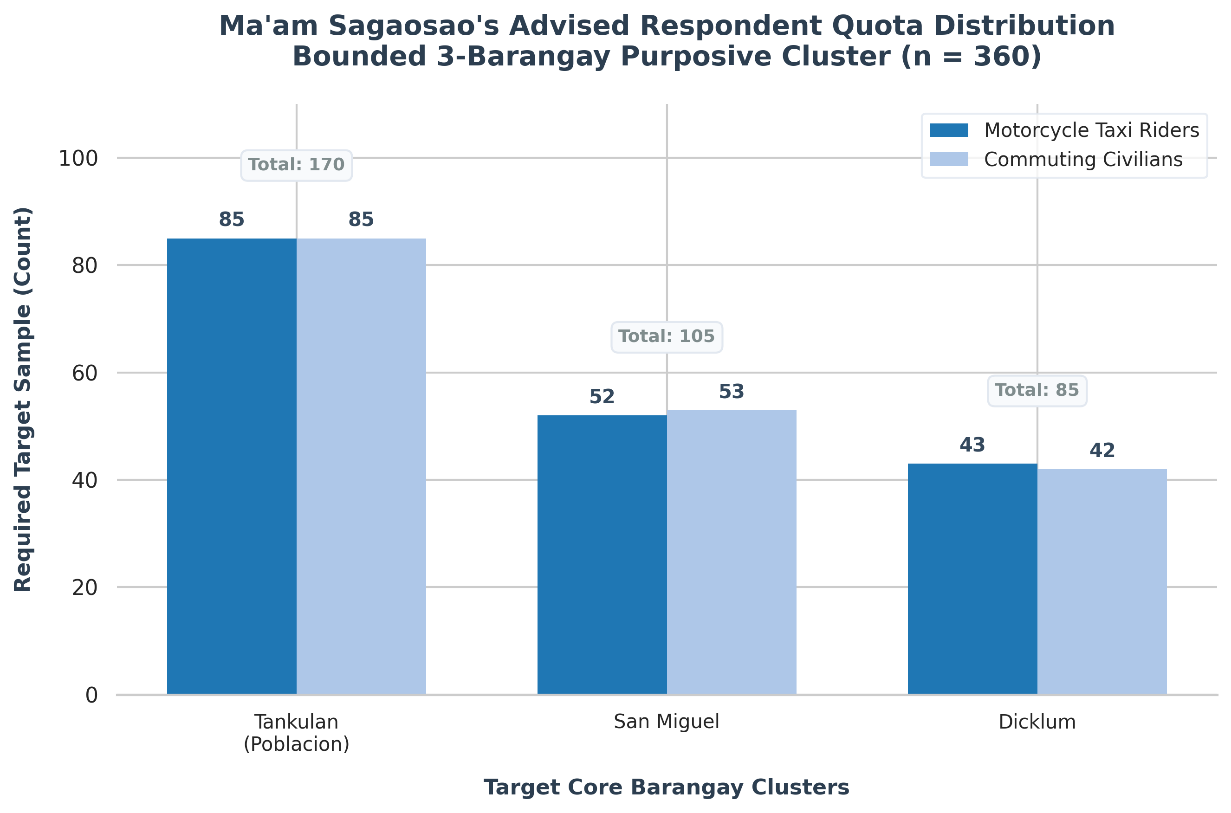 Ma'am Sagaosao's Advised Respondent Quota Distribution
Bounded 3-Barangay Purposive Cluster (n = 360)
Motorcycle Taxi Riders
Commuting Civilians
Required Target Sample (Count)
100
80
60
40
20
0
Total: 170
85
85
Total: 105
52
53
Total: 85
43
42
Tankulan
(Poblacion)
San Miguel
Dicklum
Target Core Barangay Clusters